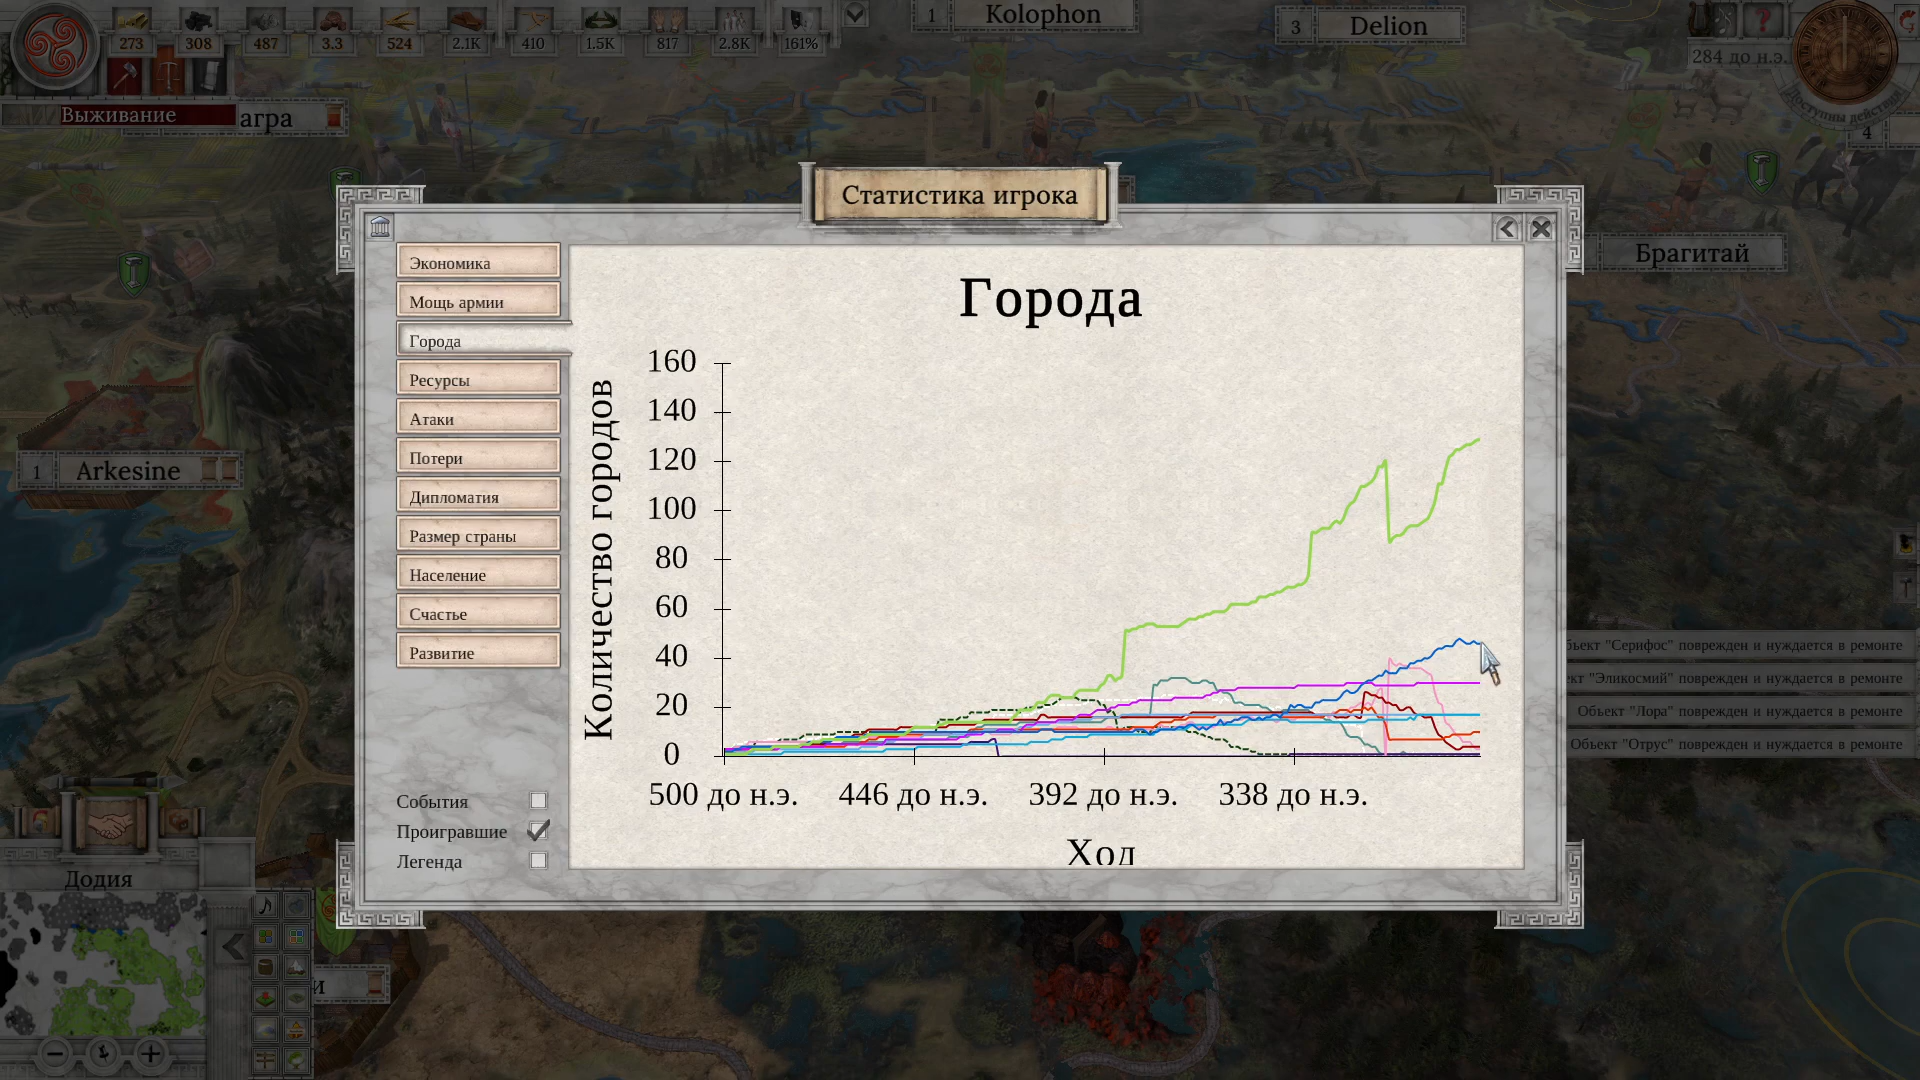 273 308 487 3.3 524 2.1K 410 1.5K 817 2.8K 161%
1 Kolophon
3 Delion
284 до н.э.
Выживание
агра
4
Статистика игрока
Экономика
Мощь армии
Города
Ресурсы
Атаки
Потери
Дипломатия
Размер страны
Население
Счастье
Развитие
События
Проигравшие
Легенда
Города
Количество городов
160
140
120
100
80
60
40
20
0
500 до н.э. 446 до н.э. 392 до н.э. 338 до н.э.
Ход
Брагитай
1 Arkesine
бъект "Серифос" поврежден и нуждается в ремонте
ект "Эликосмий" поврежден и нуждается в ремонте
Объект "Лора" поврежден и нуждается в ремонте
Объект "Отрус" поврежден и нуждается в ремонте
Додия
и